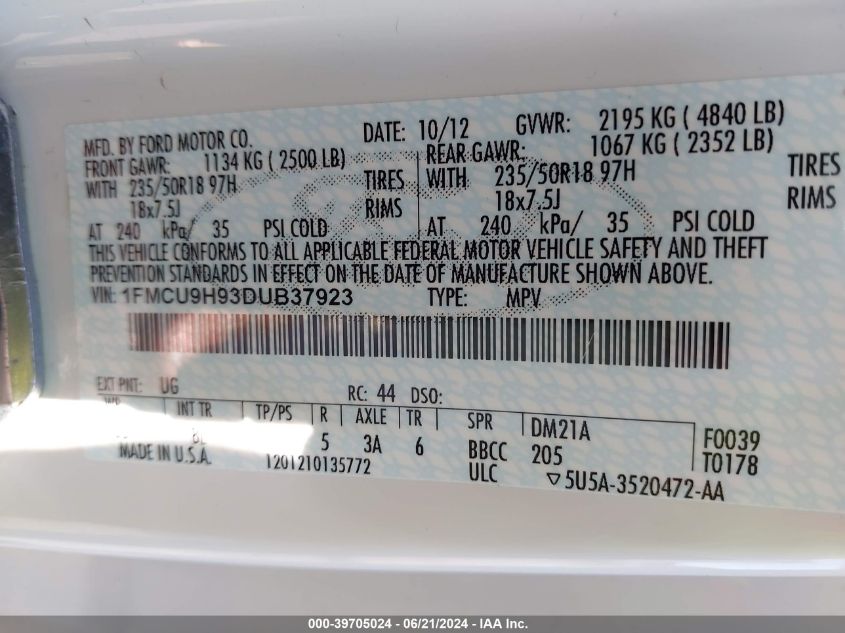 MFD. BY FORD MOTOR CO. DATE: 10/12 GVWR: 2195 KG ( 4840 LB)
FRONT GAWR: 1134 KG ( 2500 LB) REAR GAWR: 1067 KG ( 2352 LB)
WITH 235/50R18 97H TIRES WITH 235/50R18 97H TIRES
18x7.5J RIMS 18x7.5J RIMS
AT 240 kPa/ 35 PSI COLD AT 240 kPa/ 35 PSI COLD
THIS VEHICLE CONFORMS TO ALL APPLICABLE FEDERAL MOTOR VEHICLE SAFETY AND THEFT
PREVENTION STANDARDS IN EFFECT ON THE DATE OF MANUFACTURE SHOWN ABOVE.
VIN: 1FMCU9H93DUB37923 TYPE: MPV
EXT PNT: UG RC: 44 DSO:
WB INT TR TP/PS R AXLE TR SPR DM21A F0039
BL 5 3A 6 BBCC 205 T0178
MADE IN U.S.A. 1201210135772 ULC ▽5U5A-3520472-AA
000-39705024 - 06/21/2024 - IAA Inc.